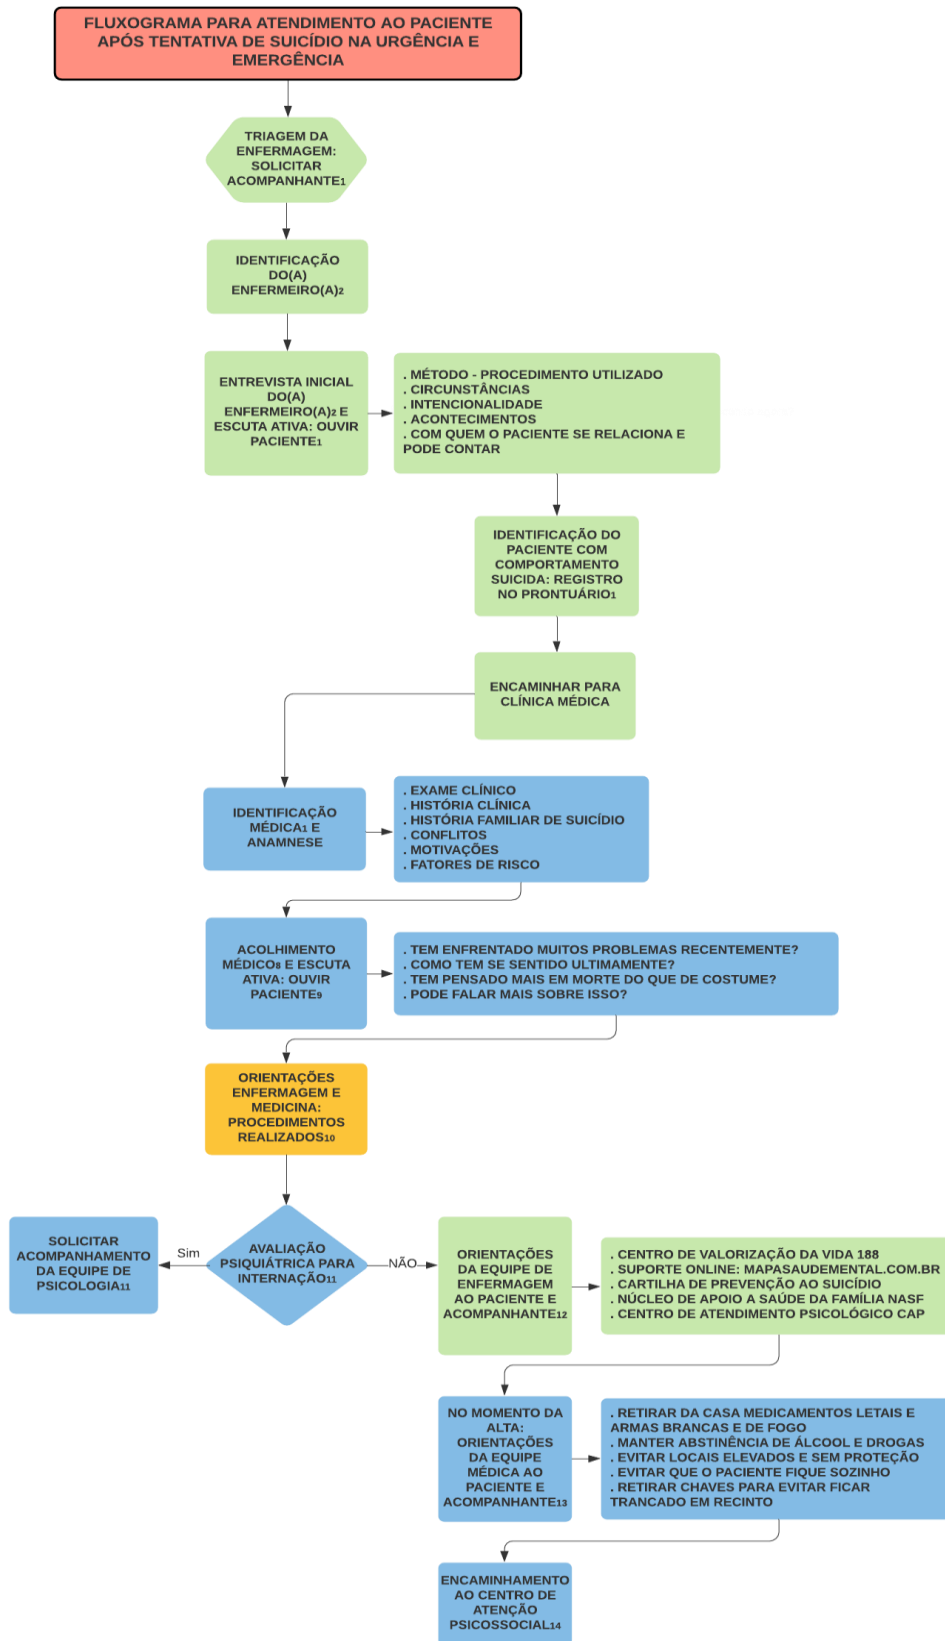 FLUXOGRAMA PARA ATENDIMENTO AO PACIENTE
APÓS TENTATIVA DE SUICÍDIO NA URGÊNCIA E
EMERGÊNCIA
TRIAGEM DA
ENFERMAGEM:
SOLICITAR
ACOMPANHANTE1
IDENTIFICAÇÃO
DO(A)
ENFERMEIRO(A)2
ENTREVISTA INICIAL
DO(A)
ENFERMEIRO(A)2 E
ESCUTA ATIVA: OUVIR
PACIENTE1
. MÉTODO - PROCEDIMENTO UTILIZADO
. CIRCUNSTÂNCIAS
. INTENCIONALIDADE
. ACONTECIMENTOS
. COM QUEM O PACIENTE SE RELACIONA E
PODE CONTAR
IDENTIFICAÇÃO DO
PACIENTE COM
COMPORTAMENTO
SUICIDA: REGISTRO
NO PRONTUÁRIO1
ENCAMINHAR PARA
CLÍNICA MÉDICA
IDENTIFICAÇÃO
MÉDICA1 E
ANAMNESE
. EXAME CLÍNICO
. HISTÓRIA CLÍNICA
. HISTÓRIA FAMILIAR DE SUICÍDIO
. CONFLITOS
. MOTIVAÇÕES
. FATORES DE RISCO
ACOLHIMENTO
MÉDICO8 E ESCUTA
ATIVA: OUVIR
PACIENTE9
. TEM ENFRENTADO MUITOS PROBLEMAS RECENTEMENTE?
. COMO TEM SE SENTIDO ULTIMAMENTE?
. TEM PENSADO MAIS EM MORTE DO QUE DE COSTUME?
. PODE FALAR MAIS SOBRE ISSO?
ORIENTAÇÕES
ENFERMAGEM E
MEDICINA:
PROCEDIMENTOS
REALIZADOS10
AVALIAÇÃO
PSIQUIÁTRICA PARA
INTERNAÇÃO11
Sim
SOLICITAR
ACOMPANHAMENTO
DA EQUIPE DE
PSICOLOGIA11
NÃO
ORIENTAÇÕES
DA EQUIPE DE
ENFERMAGEM
AO PACIENTE E
ACOMPANHANTE12
. CENTRO DE VALORIZAÇÃO DA VIDA 188
. SUPORTE ONLINE: MAPASAUDEMENTAL.COM.BR
. CARTILHA DE PREVENÇÃO AO SUICÍDIO
. NÚCLEO DE APOIO A SAÚDE DA FAMÍLIA NASF
. CENTRO DE ATENDIMENTO PSICOLÓGICO CAP
NO MOMENTO DA
ALTA:
ORIENTAÇÕES
DA EQUIPE
MÉDICA AO
PACIENTE E
ACOMPANHANTE13
. RETIRAR DA CASA MEDICAMENTOS LETAIS E
ARMAS BRANCAS E DE FOGO
. MANTER ABSTINÊNCIA DE ÁLCOOL E DROGAS
. EVITAR LOCAIS ELEVADOS E SEM PROTEÇÃO
. EVITAR QUE O PACIENTE FIQUE SOZINHO
. RETIRAR CHAVES PARA EVITAR FICAR
TRANCADO EM RECINTO
ENCAMINHAMENTO
AO CENTRO DE
ATENÇÃO
PSICOSSOCIAL14